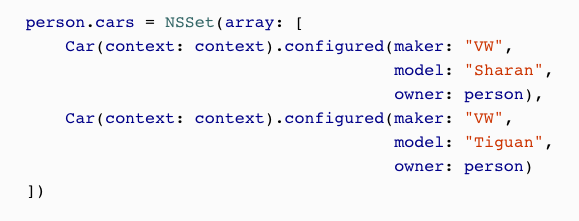 person.cars = NSSet(array: [
    Car(context: context).configured(maker: "VW",
                                     model: "Sharan",
                                     owner: person),
    Car(context: context).configured(maker: "VW",
                                     model: "Tiguan",
                                     owner: person)
])